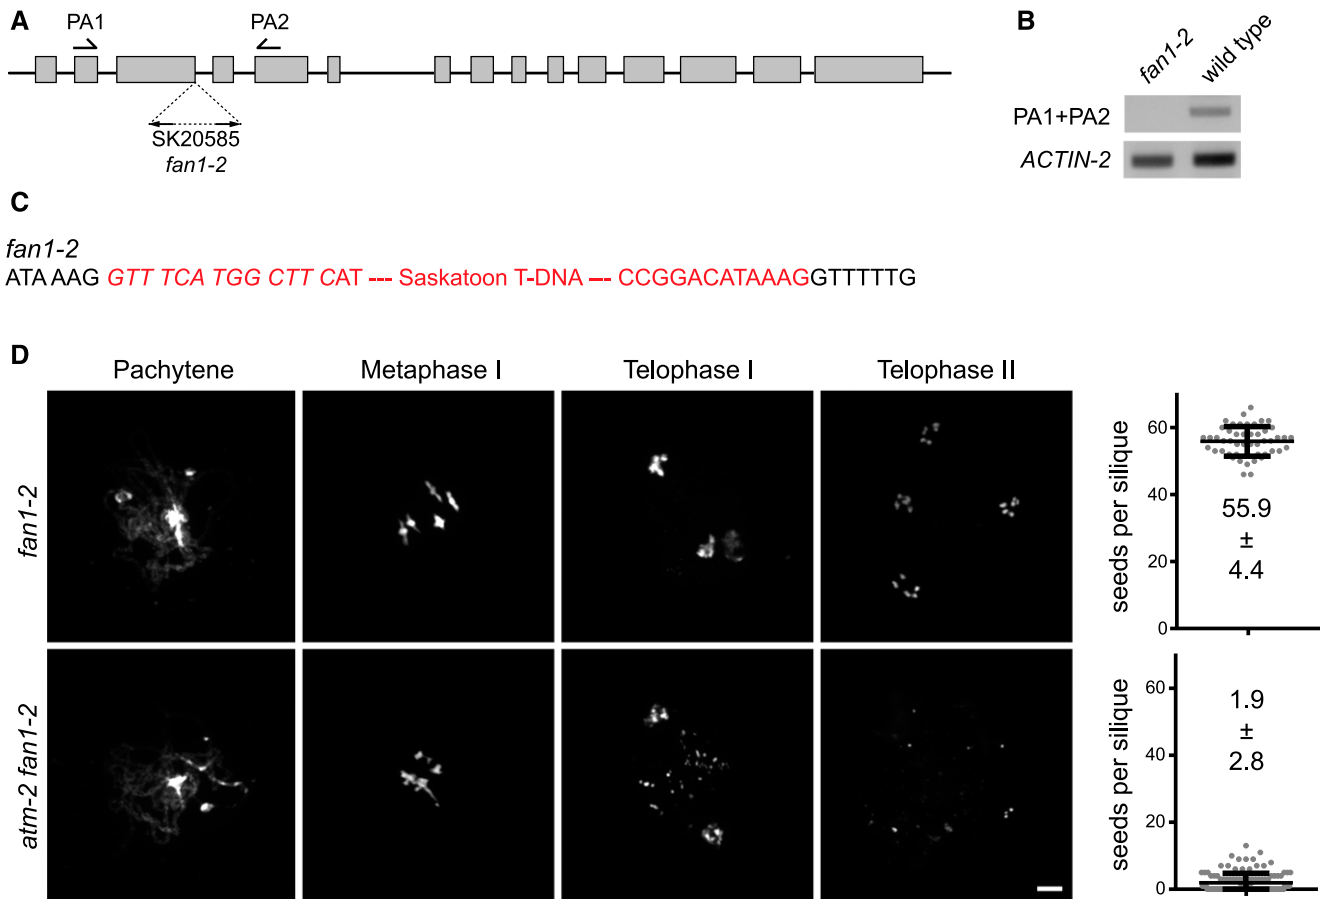 A
PA1
PA2
SK20585
fan1-2
B
fan1-2
wild type
PA1+PA2
ACTIN-2
C
fan1-2
ATA AAG GTT TCA TGG CTT CAT --- Saskatoon T-DNA --- CCGGACATAAAGGTTTTTG
D
Pachytene
Metaphase I
Telophase I
Telophase II
fan1-2
seeds per silique
60
40
20
0
55.9
±
4.4
atm-2 fan1-2
seeds per silique
60
40
20
0
1.9
±
2.8